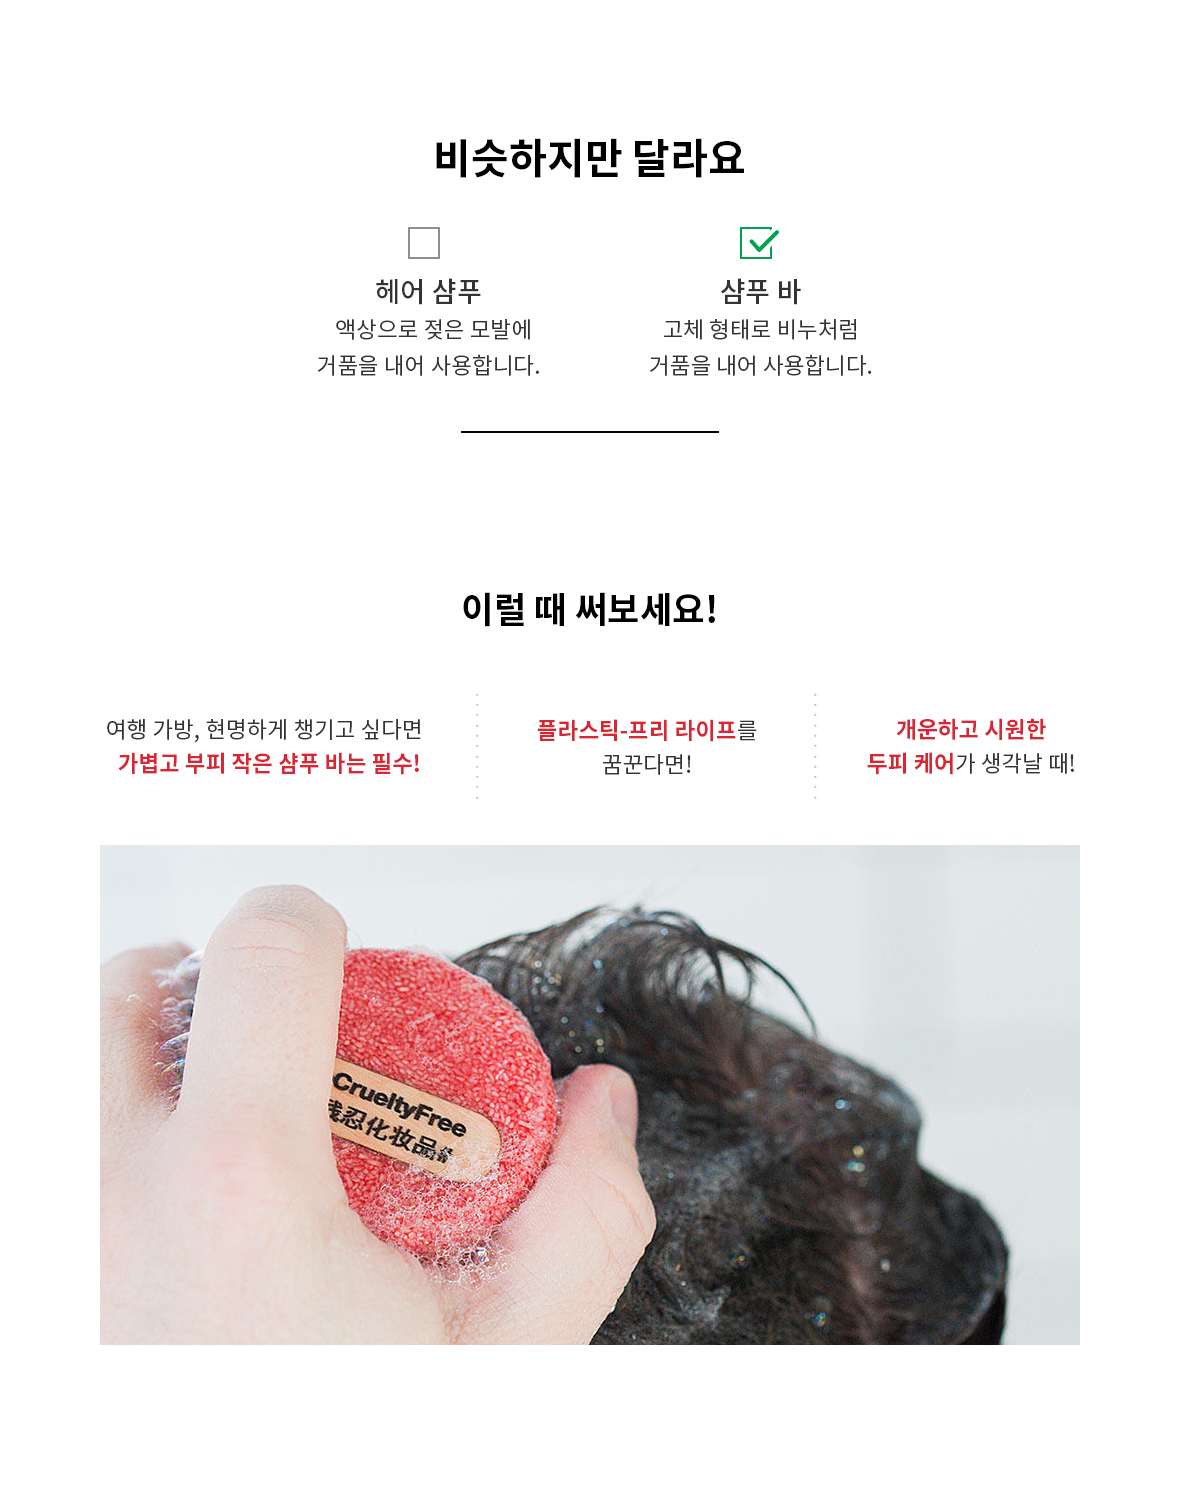 비슷하지만 달라요
헤어 샴푸
액상으로 젖은 모발에
거품을 내어 사용합니다.
샴푸 바
고체 형태로 비누처럼
거품을 내어 사용합니다.
이럴 때 써보세요!
여행 가방, 현명하게 챙기고 싶다면
가볍고 부피 작은 샴푸 바는 필수!
플라스틱-프리 라이프를
꿈꾼다면!
개운하고 시원한
두피 케어가 생각날 때!
CrueltyFree
忍化妆品